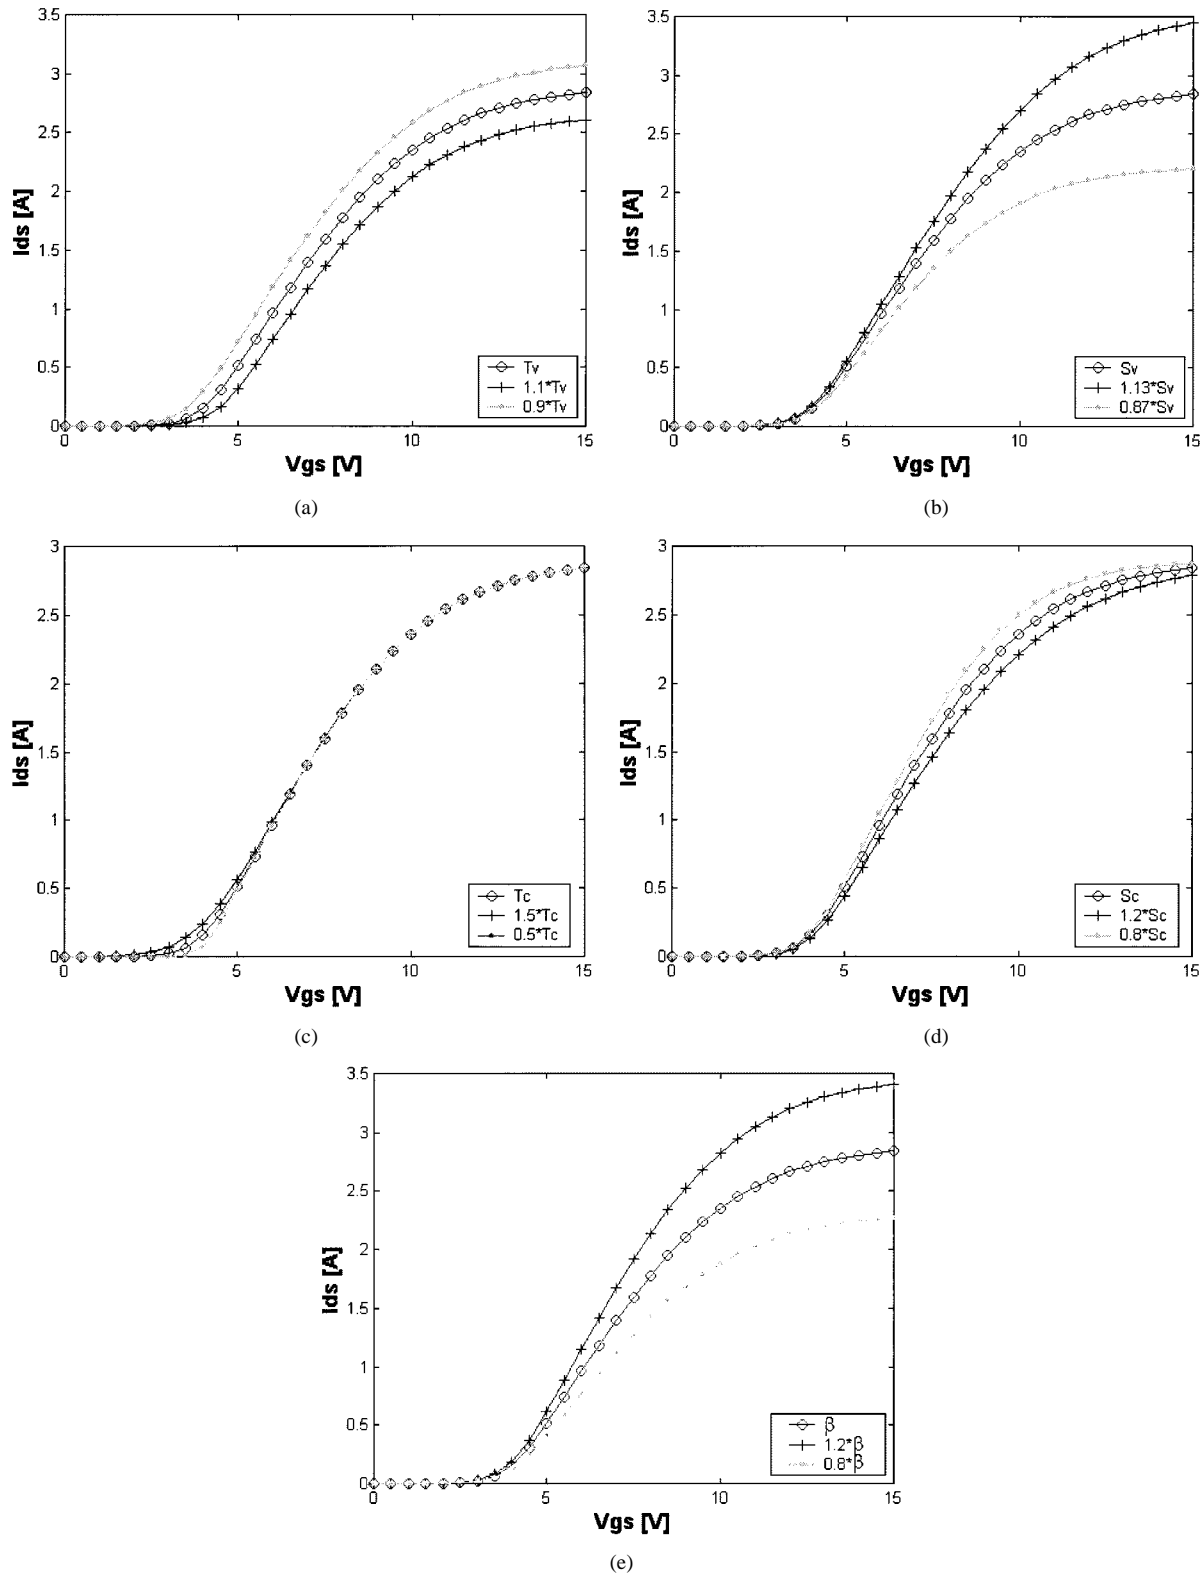 3.5
3
2.5
2
1.5
1
0.5
0
Ids [A]
0 5 10 15
Vgs [V]
Tv
1.1*Tv
0.9*Tv
(a)
3.5
3
2.5
2
1.5
1
0.5
0
Ids [A]
0 5 10 15
Vgs [V]
Sv
1.13*Sv
0.87*Sv
(b)
3
2.5
2
1.5
1
0.5
0
Ids [A]
0 5 10 15
Vgs [V]
Tc
1.5*Tc
0.5*Tc
(c)
3
2.5
2
1.5
1
0.5
0
Ids [A]
0 5 10 15
Vgs [V]
Sc
1.2*Sc
0.8*Sc
(d)
3.5
3
2.5
2
1.5
1
0.5
0
Ids [A]
0 5 10 15
Vgs [V]
β
1.2*β
0.8*β
(e)